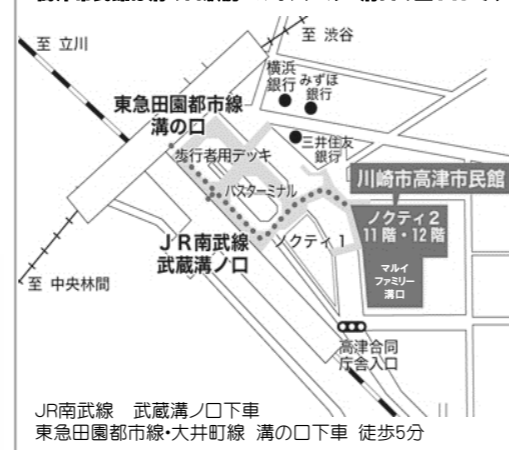 至 立川
至 渋谷
横浜
銀行
みずほ
銀行
東急田園都市線
溝の口
三井住友
銀行
歩行者用デッキ
バスターミナル
川崎市高津市民館
ノクティ2
11階・12階
JR南武線
武蔵溝ノ口
ノクティ1
マルイ
ファミリー
溝口
至 中央林間
高津合同
庁舎入口
JR南武線 武蔵溝ノ口下車
東急田園都市線・大井町線 溝の口下車 徒歩5分